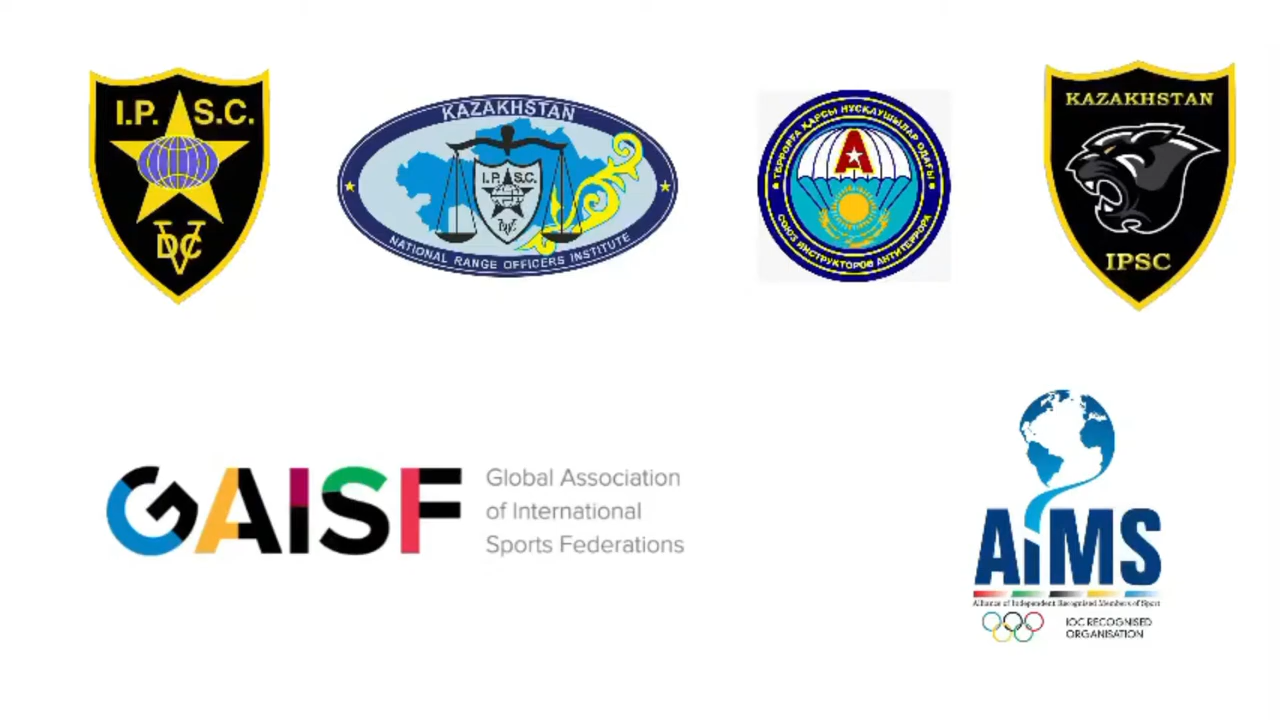 I.P. S.C.
DVC
KAZAKHSTAN
I.P. S.C.
DVC
NATIONAL RANGE OFFICERS INSTITUTE
ТЕРРОРҒА ҚАРСЫ НҰСҚАУШЫЛАР ОДАҒЫ
А
СОЮЗ ИНСТРУКТОРОВ АНТИТЕРРОРА
KAZAKHSTAN
IPSC
GAISF
Global Association
of International
Sports Federations
AiMS
Alliance of Independent Recognised Members of Sport
IOC RECOGNISED
ORGANISATION